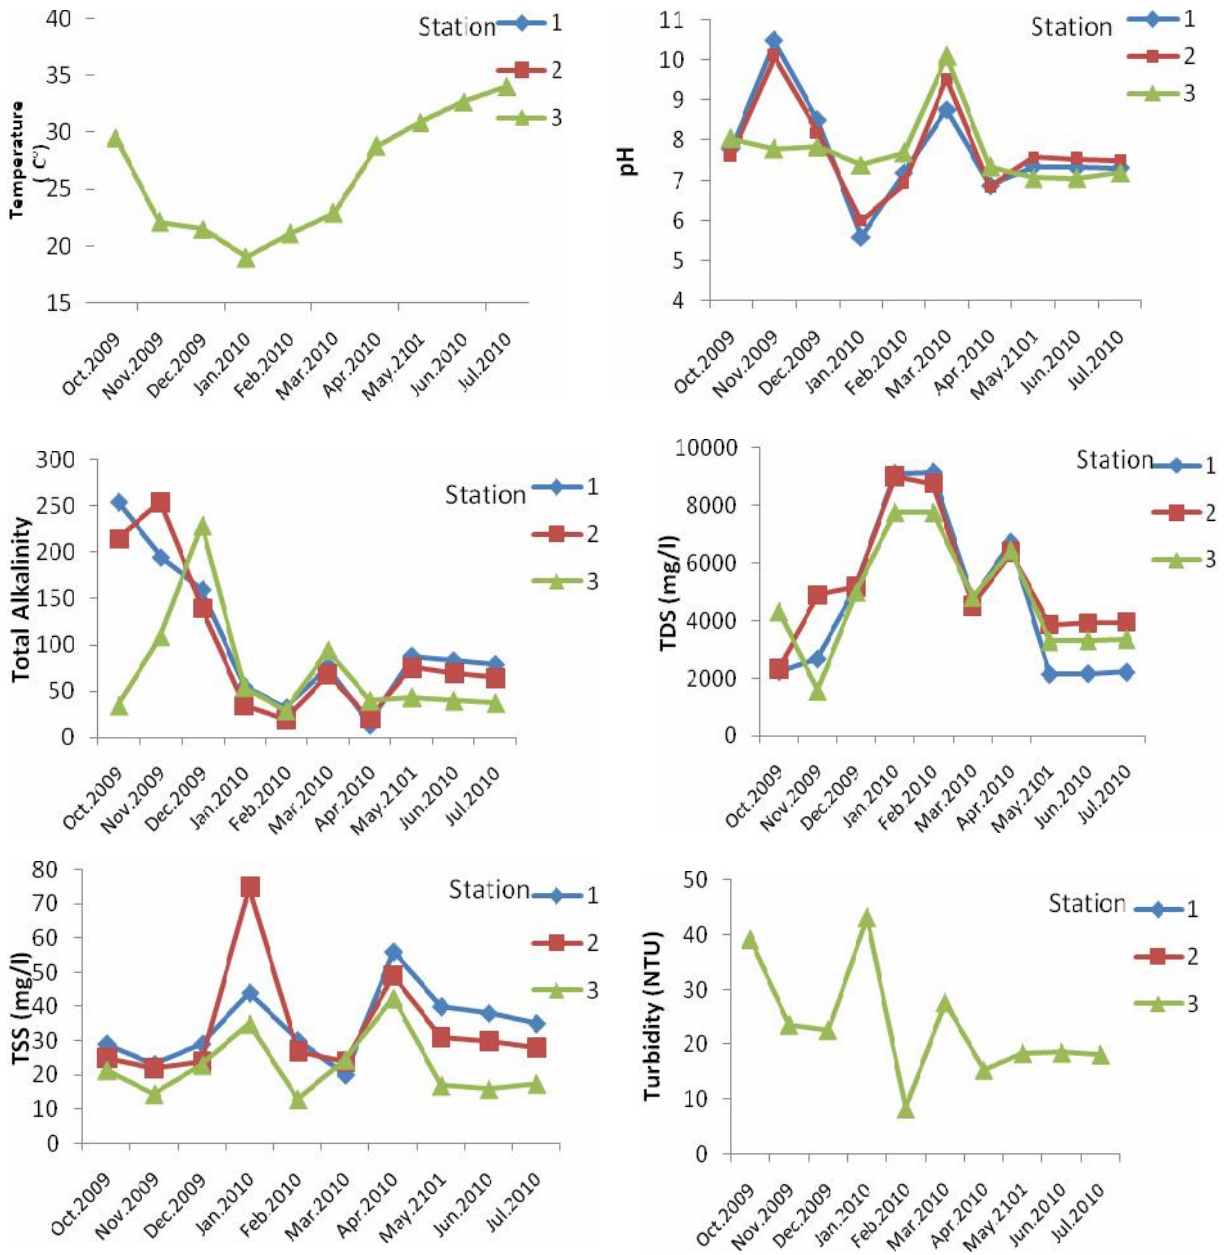 Station
1
2
3
40
35
30
25
20
15
Temperature
( C°)
Oct.2009
Nov.2009
Dec.2009
Jan.2010
Feb.2010
Mar.2010
Apr.2010
May.2101
Jun.2010
Jul.2010
Station
1
2
3
11
10
9
8
7
6
5
4
pH
Oct.2009
Nov.2009
Dec.2009
Jan.2010
Feb.2010
Mar.2010
Apr.2010
May.2101
Jun.2010
Jul.2010
Station
1
2
3
300
250
200
150
100
50
0
Total Alkalinity
Oct.2009
Nov.2009
Dec.2009
Jan.2010
Feb.2010
Mar.2010
Apr.2010
May.2101
Jun.2010
Jul.2010
Station
1
2
3
10000
8000
6000
4000
2000
0
TDS (mg/l)
Oct.2009
Nov.2009
Dec.2009
Jan.2010
Feb.2010
Mar.2010
Apr.2010
May.2101
Jun.2010
Jul.2010
Station
1
2
3
80
70
60
50
40
30
20
10
0
TSS (mg/l)
Oct.2009
Nov.2009
Dec.2009
Jan.2010
Feb.2010
Mar.2010
Apr.2010
May.2101
Jun.2010
Jul.2010
Station
1
2
3
50
40
30
20
10
0
Turbidity (NTU)
Oct.2009
Nov.2009
Dec.2009
Jan.2010
Feb.2010
Mar.2010
Apr.2010
May.2101
Jun.2010
Jul.2010